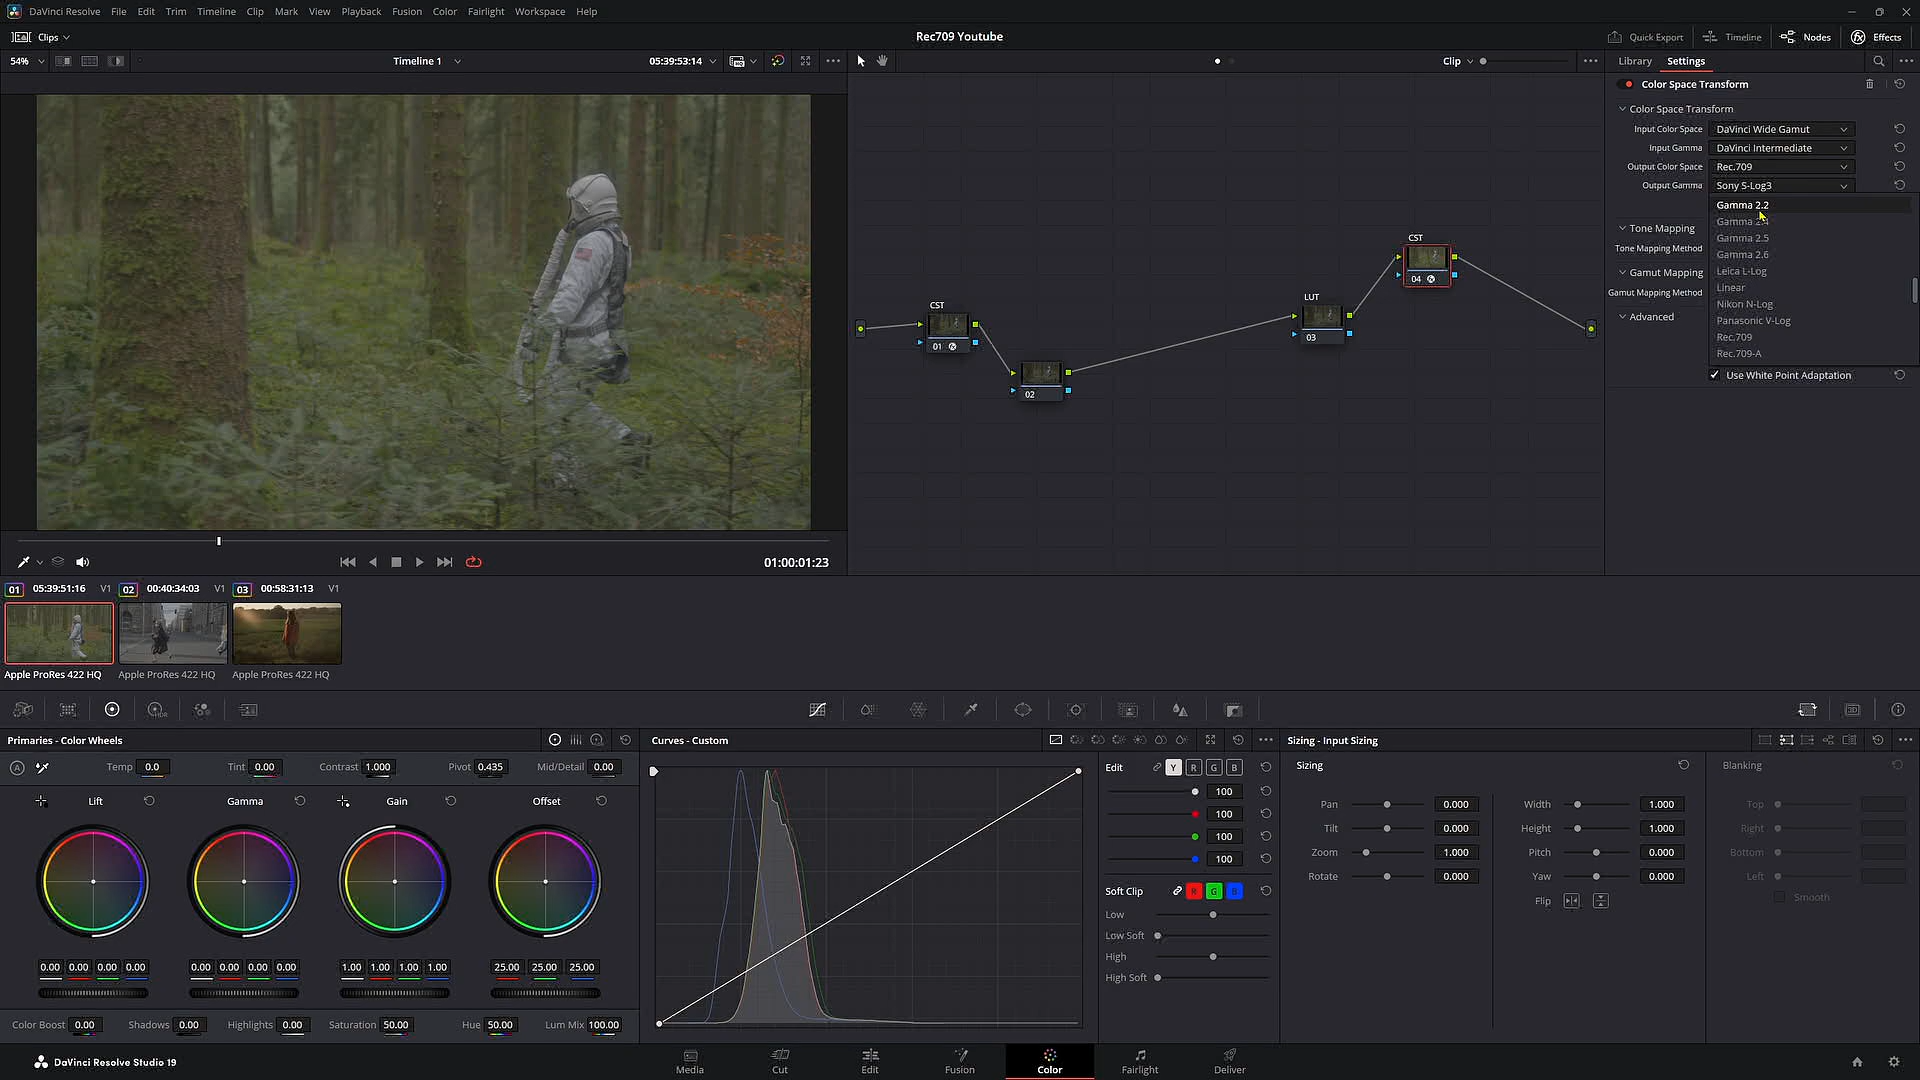 DaVinci Resolve File Edit Trim Timeline Clip Mark View Playback Fusion Color Fairlight Workspace Help
Clips
Rec709 Youtube
Quick Export Timeline Nodes Effects
54%
Timeline 1
05:39:53:14
Clip
Library Settings
Color Space Transform
Color Space Transform
Input Color Space DaVinci Wide Gamut
Input Gamma DaVinci Intermediate
Output Color Space Rec.709
Output Gamma Sony S-Log3
Gamma 2.2
Gamma 2.4
Tone Mapping
Gamma 2.5
Tone Mapping Method
Gamma 2.6
Gamut Mapping
Leica L-Log
Linear
Gamut Mapping Method
Nikon N-Log
Advanced
Panasonic V-Log
Rec.709
Rec.709-A
Use White Point Adaptation
CST
04
LUT
03
CST
01
02
01:00:01:23
01 05:39:51:16 V1 02 00:40:34:03 V1 03 00:58:31:13 V1
Apple ProRes 422 HQ Apple ProRes 422 HQ Apple ProRes 422 HQ
HDR
3D
Primaries - Color Wheels
A
Temp 0.0 Tint 0.00 Contrast 1.000 Pivot 0.435 Mid/Detail 0.00
Lift Gamma Gain Offset
0.00 0.00 0.00 0.00 0.00 0.00 0.00 0.00 1.00 1.00 1.00 1.00 25.00 25.00 25.00
Color Boost 0.00 Shadows 0.00 Highlights 0.00 Saturation 50.00 Hue 50.00 Lum Mix 100.00
Curves - Custom
Edit Y R G B
100
100
100
100
Soft Clip R G B
Low
Low Soft
High
High Soft
Sizing - Input Sizing
Sizing
Pan 0.000 Width 1.000
Tilt 0.000 Height 1.000
Zoom 1.000 Pitch 0.000
Rotate 0.000 Yaw 0.000
Flip
Blanking
Top
Right
Bottom
Left
Smooth
DaVinci Resolve Studio 19
Media Cut Edit Fusion Color Fairlight Deliver